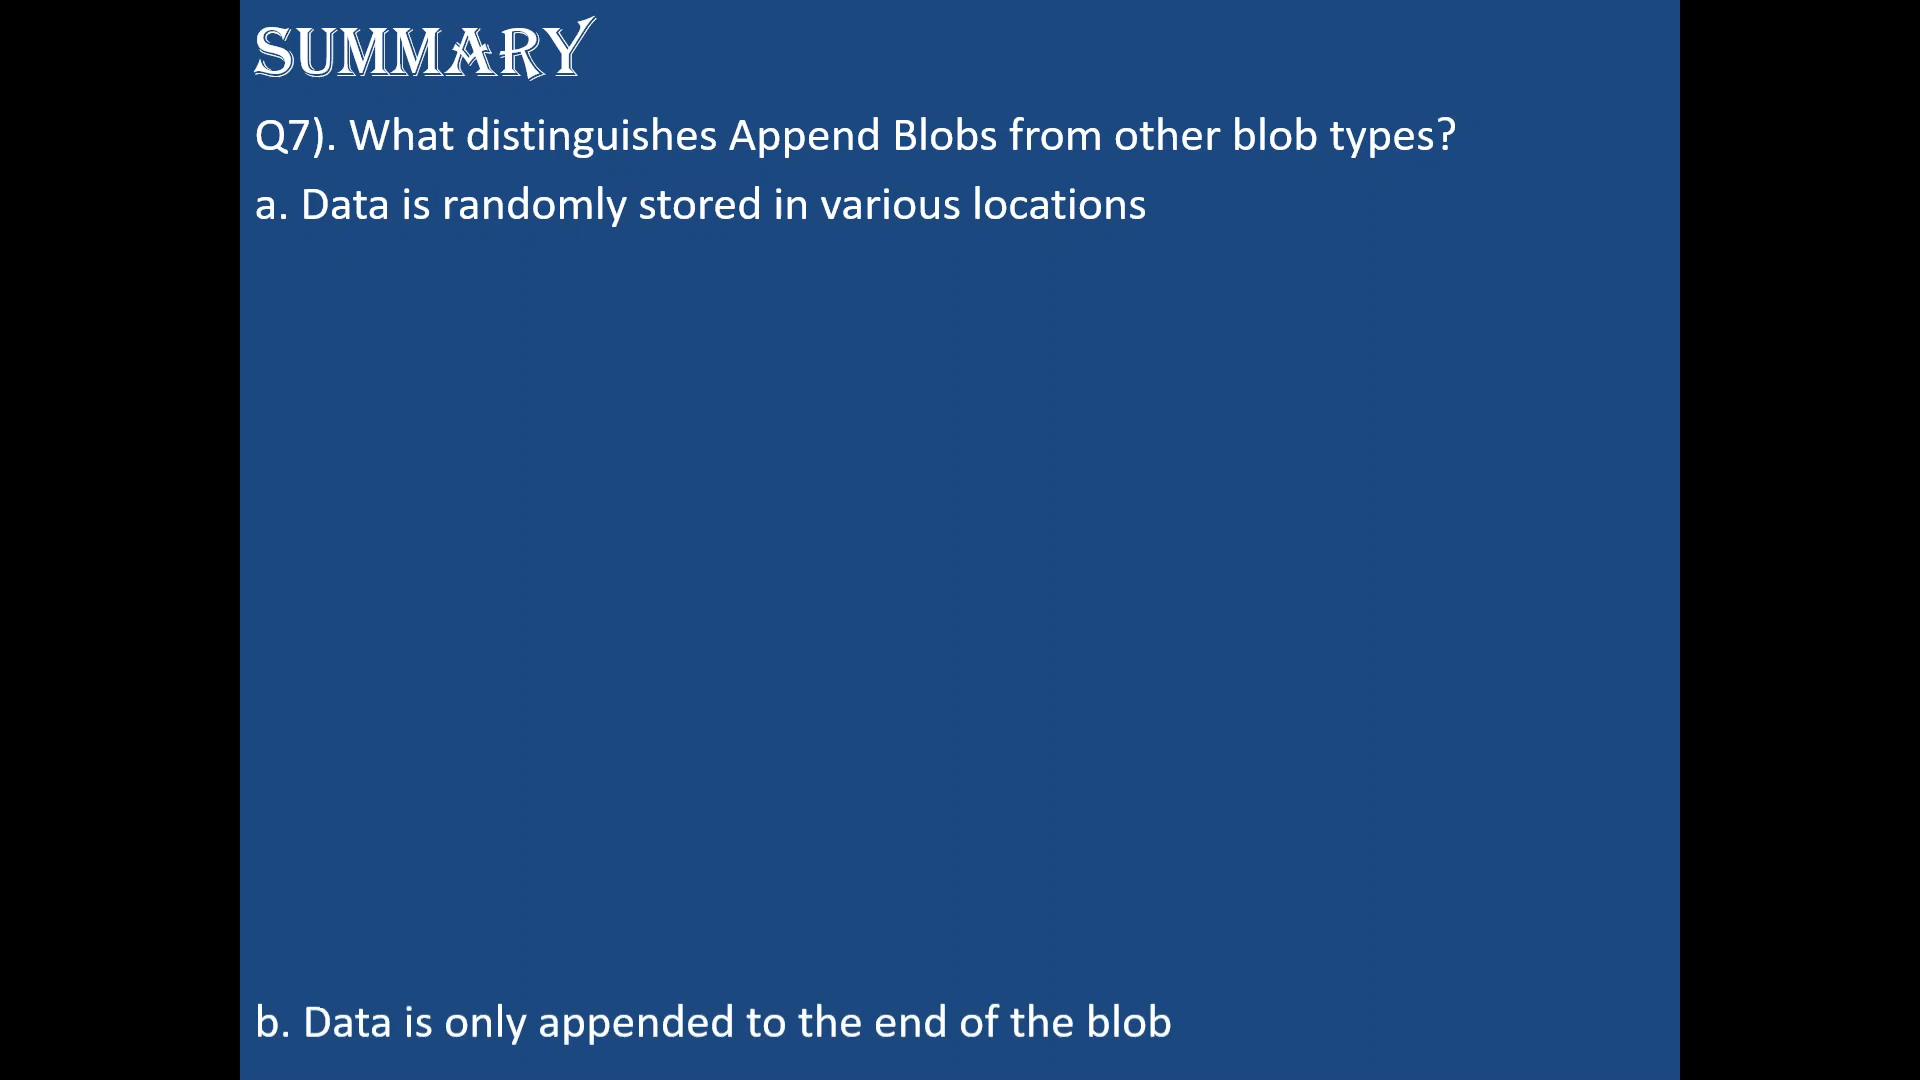 SUMMARY
Q7). What distinguishes Append Blobs from other blob types?
a. Data is randomly stored in various locations
b. Data is only appended to the end of the blob